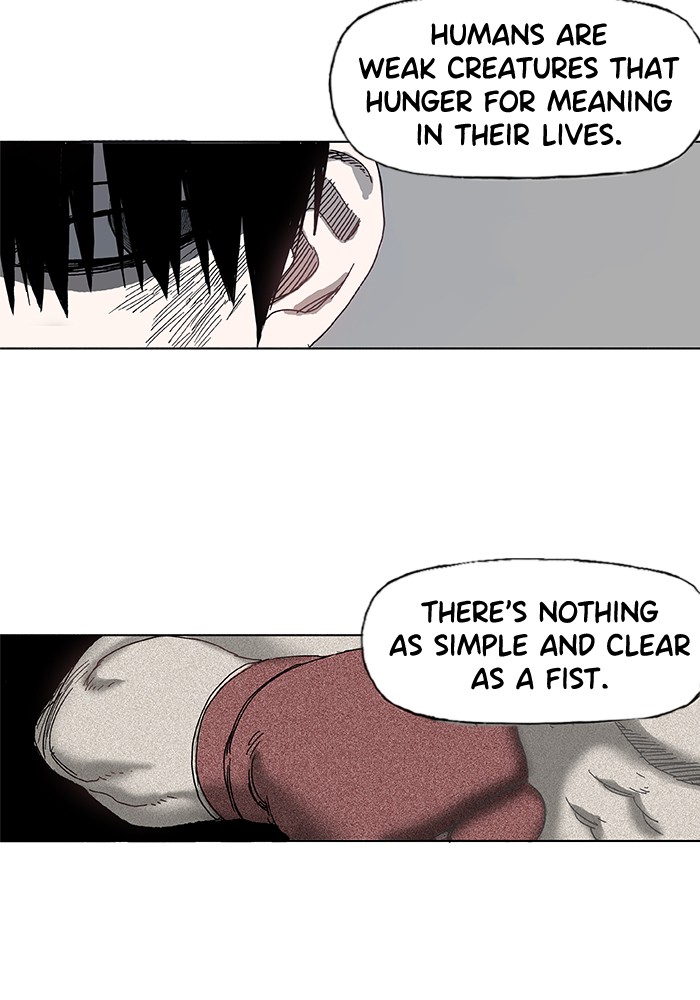 HUMANS ARE
WEAK CREATURES THAT
HUNGER FOR MEANING
IN THEIR LIVES.
THERE'S NOTHING
AS SIMPLE AND CLEAR
AS A FIST.